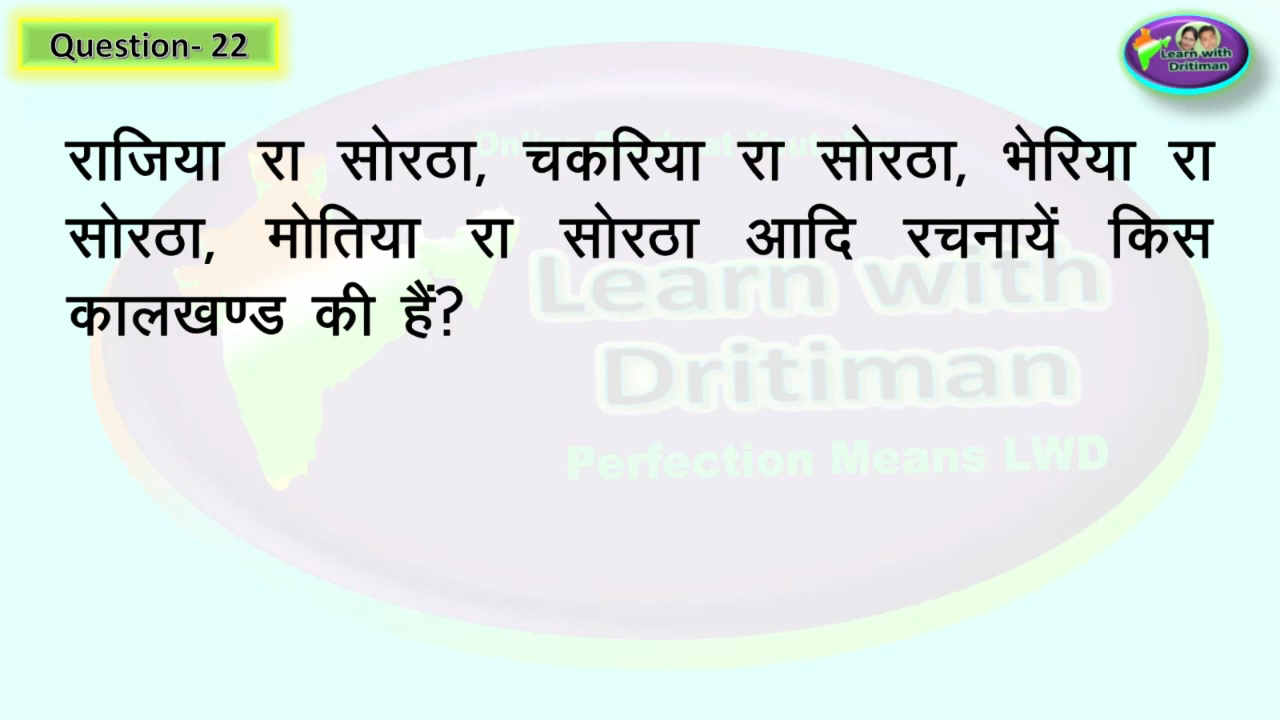 Question- 22
Learn with
Dritiman
राजिया रा सोरठा, चकरिया रा सोरठा, भेरिया रा
सोरठा, मोतिया रा सोरठा आदि रचनायें किस
कालखण्ड की हैं?
Learn with
Dritiman
Perfection Means LWD